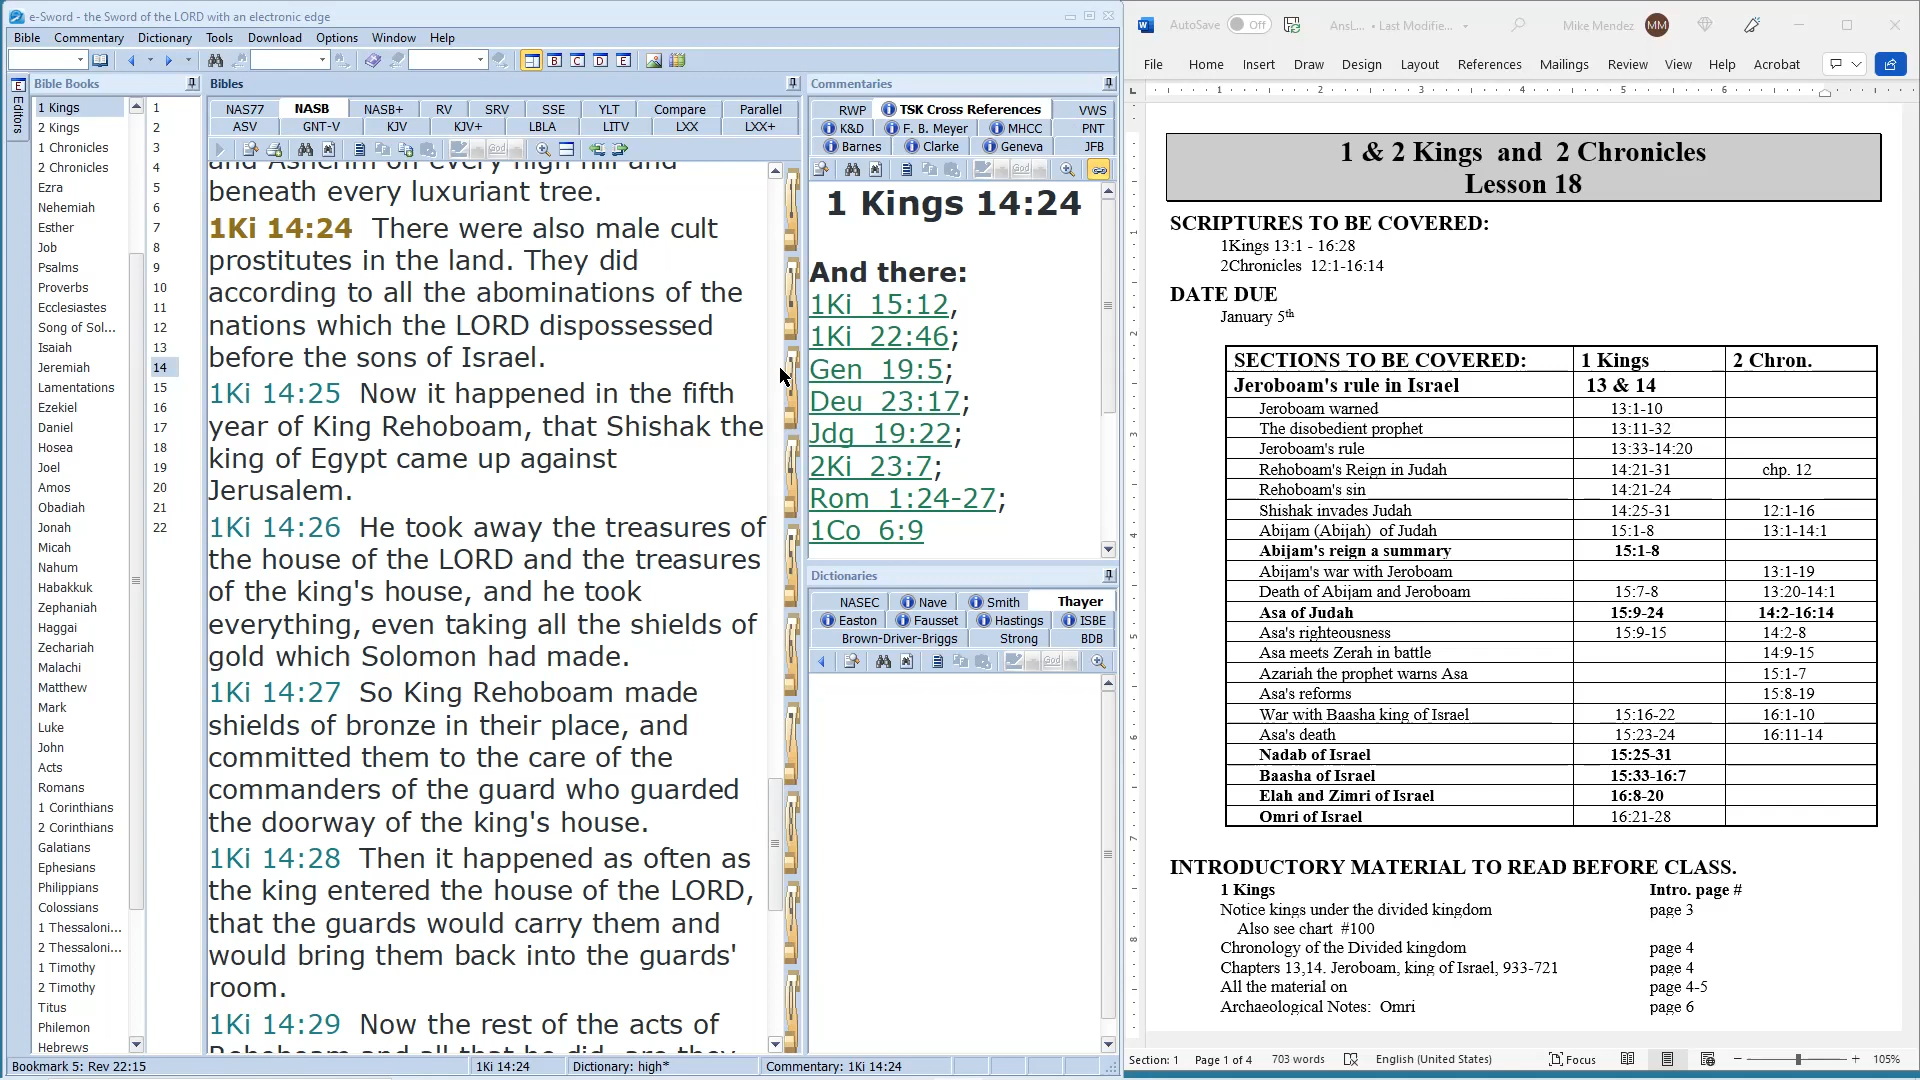 e-Sword - the Sword of the LORD with an electronic edge
Bible Commentary Dictionary Tools Download Options Window Help
Editors
Bible Books
1 Kings
2 Kings
1 Chronicles
2 Chronicles
Ezra
Nehemiah
Esther
Job
Psalms
Proverbs
Ecclesiastes
Song of Sol...
Isaiah
Jeremiah
Lamentations
Ezekiel
Daniel
Hosea
Joel
Amos
Obadiah
Jonah
Micah
Nahum
Habakkuk
Zephaniah
Haggai
Zechariah
Malachi
Matthew
Mark
Luke
John
Acts
Romans
1 Corinthians
2 Corinthians
Galatians
Ephesians
Philippians
Colossians
1 Thessaloni...
2 Thessaloni...
1 Timothy
2 Timothy
Titus
Philemon
Hebrews
1
2
3
4
5
6
7
8
9
10
11
12
13
14
15
16
17
18
19
20
21
22
Bibles
NAS77 NASB NASB+ RV SRV SSE YLT Compare Parallel
ASV GNT-V KJV KJV+ LBLA LITV LXX LXX+
and Asherim on every high hill and
beneath every luxuriant tree.
1Ki 14:24 There were also male cult
prostitutes in the land. They did
according to all the abominations of the
nations which the LORD dispossessed
before the sons of Israel.
1Ki 14:25 Now it happened in the fifth
year of King Rehoboam, that Shishak the
king of Egypt came up against
Jerusalem.
1Ki 14:26 He took away the treasures of
the house of the LORD and the treasures
of the king's house, and he took
everything, even taking all the shields of
gold which Solomon had made.
1Ki 14:27 So King Rehoboam made
shields of bronze in their place, and
committed them to the care of the
commanders of the guard who guarded
the doorway of the king's house.
1Ki 14:28 Then it happened as often as
the king entered the house of the LORD,
that the guards would carry them and
would bring them back into the guards'
room.
1Ki 14:29 Now the rest of the acts of
Rehoboam and all that he did, are they
Commentaries
RWP TSK Cross References VWS
K&D F. B. Meyer MHCC PNT
Barnes Clarke Geneva JFB
1 Kings 14:24
And there:
1Ki 15:12,
1Ki 22:46;
Gen 19:5;
Deu 23:17;
Jdg 19:22;
2Ki 23:7;
Rom 1:24-27;
1Co 6:9
Dictionaries
NASEC Nave Smith Thayer
Easton Fausset Hastings ISBE
Brown-Driver-Briggs Strong BDB
Bookmark 5: Rev 22:15 1Ki 14:24 Dictionary: high* Commentary: 1Ki 14:24
AutoSave Off AnsL... • Last Modifie... Mike Mendez MM
File Home Insert Draw Design Layout References Mailings Review View Help Acrobat
1 & 2 Kings and 2 Chronicles
Lesson 18
SCRIPTURES TO BE COVERED:
1Kings 13:1 - 16:28
2Chronicles 12:1-16:14
DATE DUE
January 5th
SECTIONS TO BE COVERED: 1 Kings 2 Chron.
Jeroboam's rule in Israel 13 & 14
Jeroboam warned 13:1-10
The disobedient prophet 13:11-32
Jeroboam's rule 13:33-14:20
Rehoboam's Reign in Judah 14:21-31 chp. 12
Rehoboam's sin 14:21-24
Shishak invades Judah 14:25-31 12:1-16
Abijam (Abijah) of Judah 15:1-8 13:1-14:1
Abijam's reign a summary 15:1-8
Abijam's war with Jeroboam 13:1-19
Death of Abijam and Jeroboam 15:7-8 13:20-14:1
Asa of Judah 15:9-24 14:2-16:14
Asa's righteousness 15:9-15 14:2-8
Asa meets Zerah in battle 14:9-15
Azariah the prophet warns Asa 15:1-7
Asa's reforms 15:8-19
War with Baasha king of Israel 15:16-22 16:1-10
Asa's death 15:23-24 16:11-14
Nadab of Israel 15:25-31
Baasha of Israel 15:33-16:7
Elah and Zimri of Israel 16:8-20
Omri of Israel 16:21-28
INTRODUCTORY MATERIAL TO READ BEFORE CLASS.
1 Kings Intro. page #
Notice kings under the divided kingdom page 3
Also see chart #100
Chronology of the Divided kingdom page 4
Chapters 13,14. Jeroboam, king of Israel, 933-721 page 4
All the material on page 4-5
Archaeological Notes: Omri page 6
Section: 1 Page 1 of 4 703 words English (United States) Focus 105%